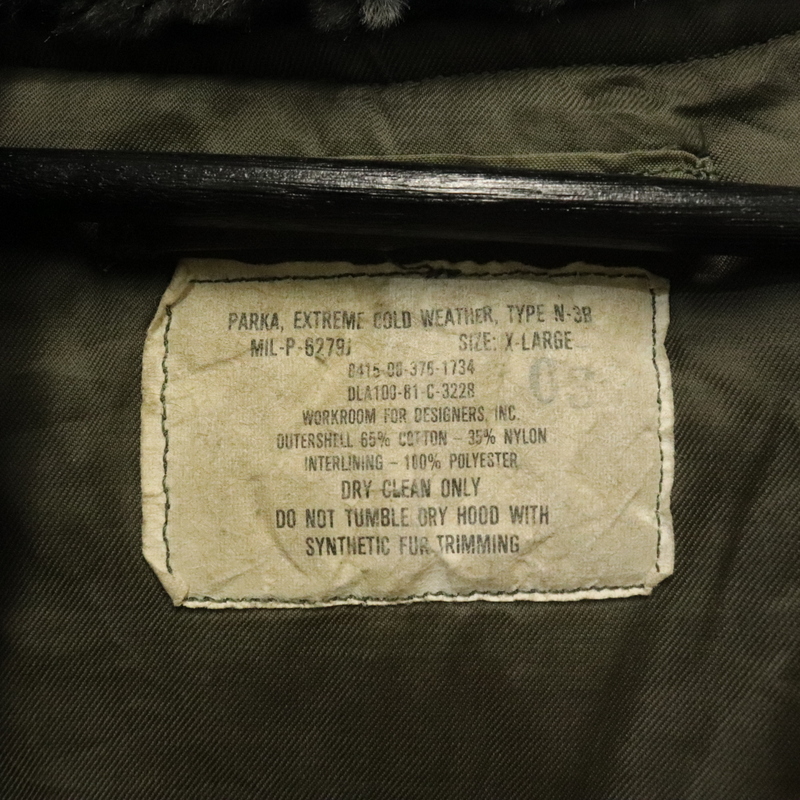 PARKA, EXTREME COLD WEATHER, TYPE N-3B
MIL-P-6279J SIZE: X-LARGE
8415-00-376-1734
DLA100-81-C-3228
WORKROOM FOR DESIGNERS, INC.
OUTERSHELL 65% COTTON - 35% NYLON
INTERLINING - 100% POLYESTER
DRY CLEAN ONLY
DO NOT TUMBLE DRY HOOD WITH
SYNTHETIC FUR TRIMMING